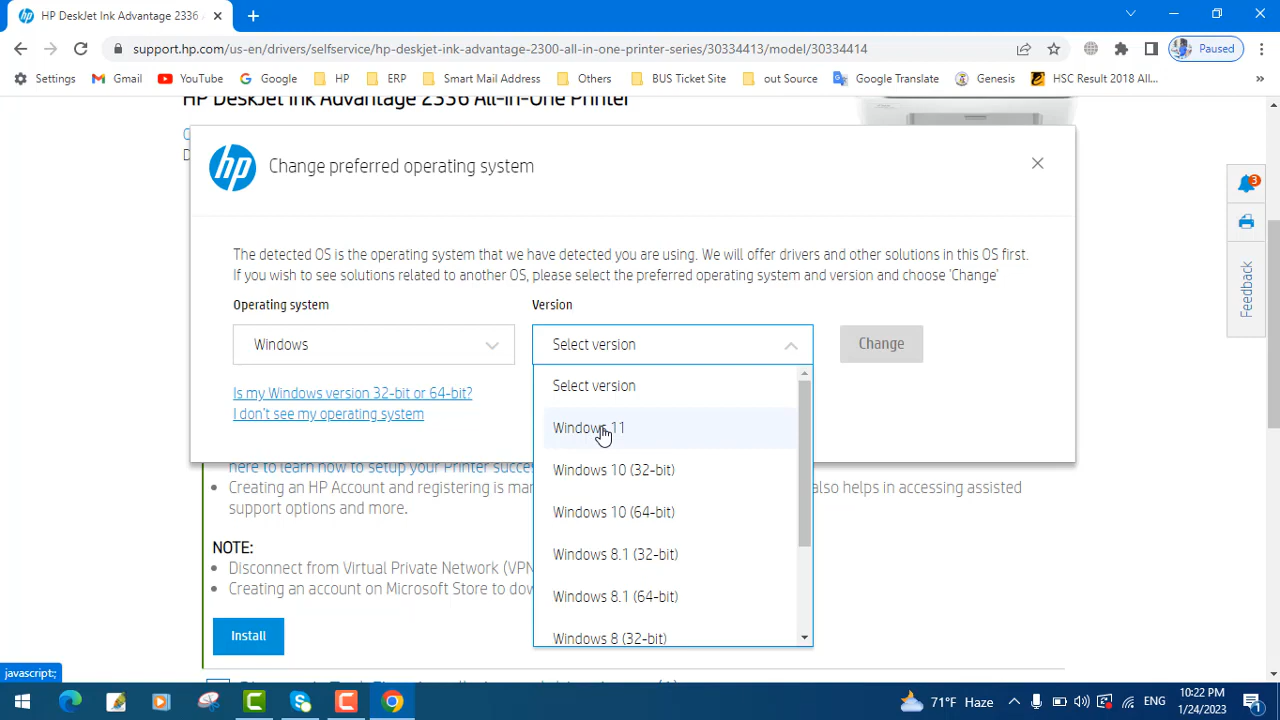 HP DeskJet Ink Advantage 2336
support.hp.com/us-en/drivers/selfservice/hp-deskjet-ink-advantage-2300-all-in-one-printer-series/30334413/model/30334414
Paused
Settings
Gmail
YouTube
Google
HP
ERP
Smart Mail Address
Others
BUS Ticket Site
out Source
Google Translate
Genesis
HSC Result 2018 All...
»
HP DeskJet Ink Advantage 2336 All-in-One Printer
hp
Change preferred operating system
The detected OS is the operating system that we have detected you are using. We will offer drivers and other solutions in this OS first.
If you wish to see solutions related to another OS, please select the preferred operating system and version and choose 'Change'
Operating system
Version
Windows
Select version
Change
Is my Windows version 32-bit or 64-bit?
I don't see my operating system
Select version
Windows 11
Windows 10 (32-bit)
Windows 10 (64-bit)
Windows 8.1 (32-bit)
Windows 8.1 (64-bit)
Windows 8 (32-bit)
3
Feedback
here to learn how to setup your Printer
Creating an HP Account and registering is
also helps in accessing assisted
support options and more.
NOTE:
Disconnect from Virtual Private Network
Creating an account on Microsoft Store to
Install
javascript:;
71°F Haze
ENG
10:22 PM
1/24/2023
1